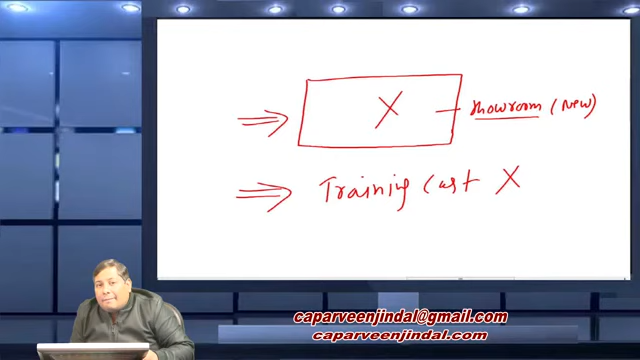 ⇒ X — Showroom (New)
⇒ Training Cost X
caparveenjindal@gmail.com
caparveenjindal.com